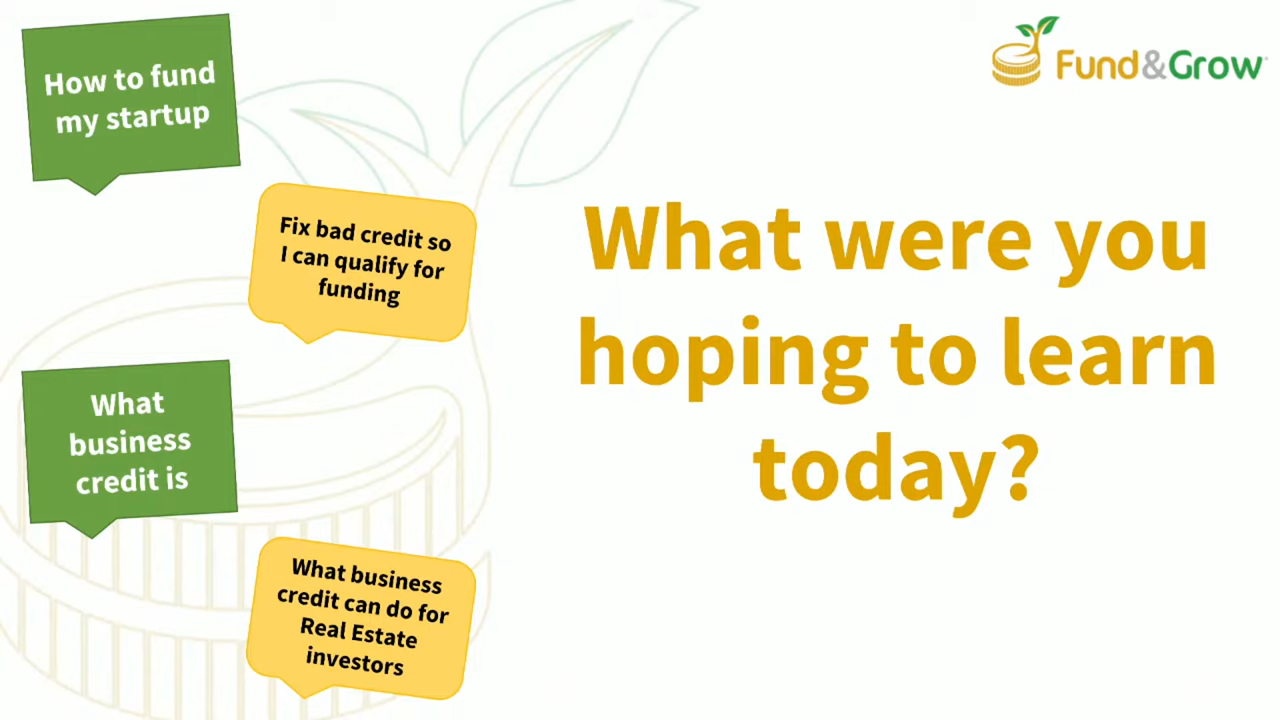 How to fund
my startup
Fix bad credit so
I can qualify for
funding
What
business
credit is
What business
credit can do for
Real Estate
investors
Fund&Grow
What were you
hoping to learn
today?